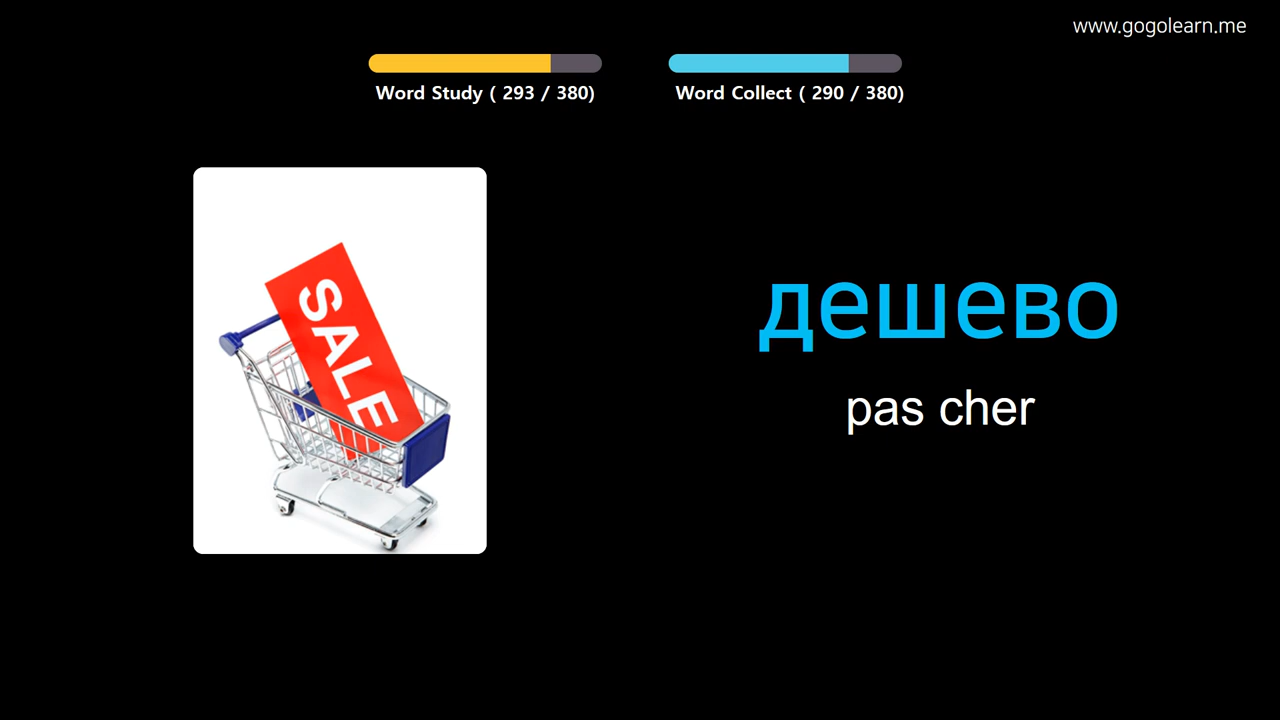 www.gogolearn.me
Word Study ( 293 / 380)
Word Collect ( 290 / 380)
SALE
дешево
pas cher